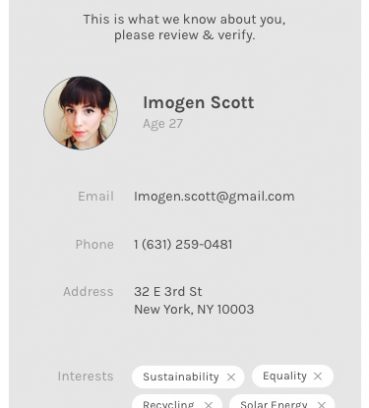 This is what we know about you,
please review & verify.
Imogen Scott
Age 27
Email Imogen.scott@gmail.com
Phone 1 (631) 259-0481
Address 32 E 3rd St
New York, NY 10003
Interests Sustainability × Equality ×
Recycling × Solar Energy ×